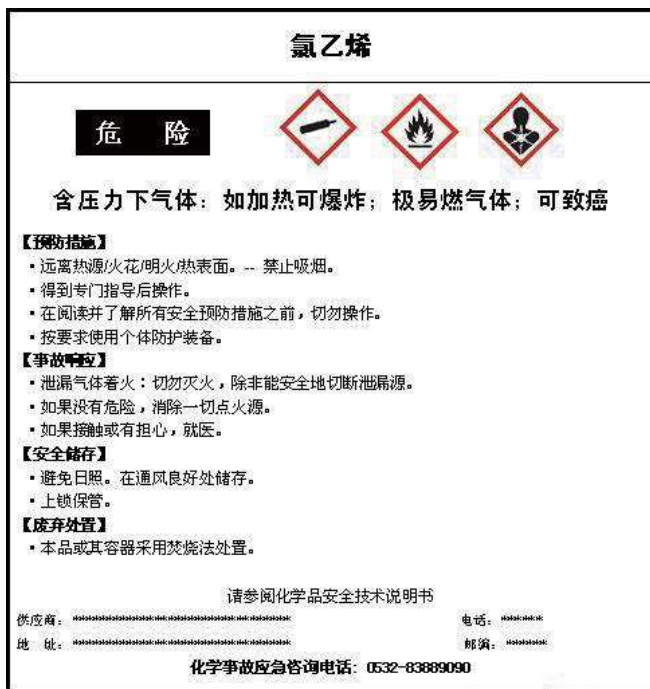 氯乙烯
危 险
含压力下气体：如加热可爆炸；极易燃气体；可致癌
【预防措施】
▪远离热源/火花/明火/热表面。-- 禁止吸烟。
▪得到专门指导后操作。
▪在阅读并了解所有安全预防措施之前，切勿操作。
▪按要求使用个体防护装备。
【事故响应】
▪泄漏气体着火：切勿灭火，除非能安全地切断泄漏源。
▪如果没有危险，消除一切点火源。
▪如果接触或有担心，就医。
【安全储存】
▪避免日照。在通风良好处储存。
▪上锁保管。
【废弃处置】
▪本品或其容器采用焚烧法处置。
请参阅化学品安全技术说明书
供应商：********************************** 电话：******
地 址：********************************** 邮编：******
化学事故应急咨询电话：0532-83889090